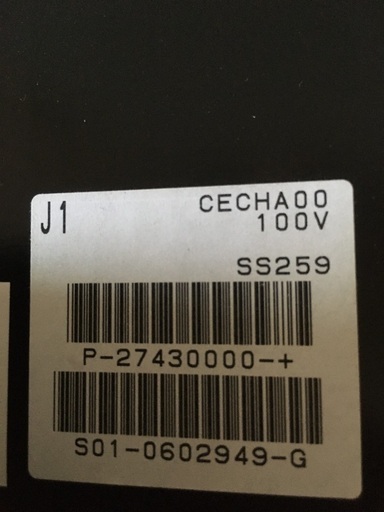 J1
CECHA00
100V
SS259
P-27430000-+
S01-0602949-G